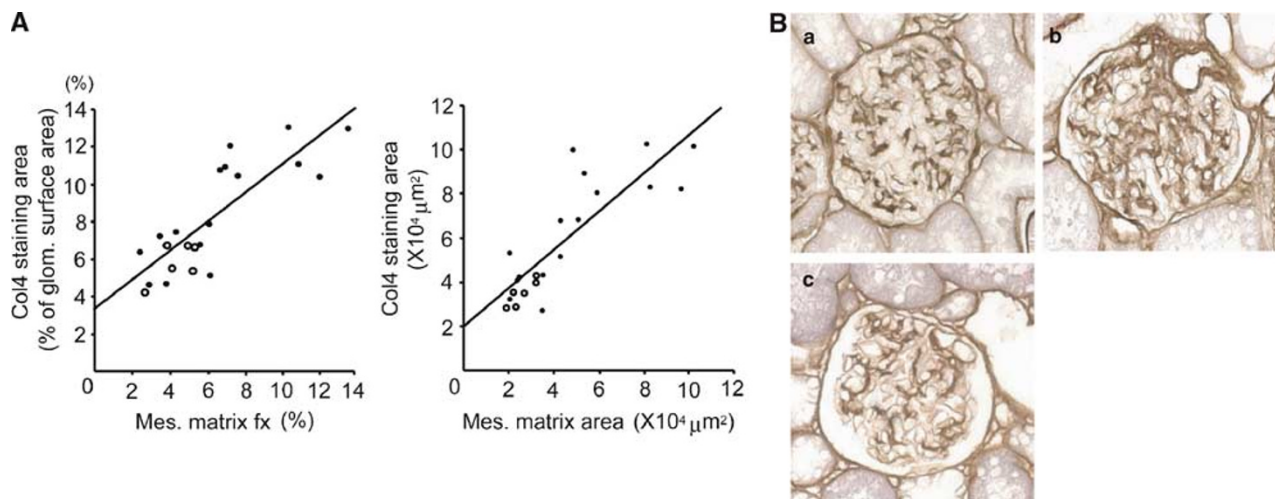 A
(%)
Col4 staining area
(% of glom. surface area)
14
12
10
8
6
4
2
0 2 4 6 8 10 12 14
Mes. matrix fx (%)
Col4 staining area
(X10⁴ μm²)
12
10
8
6
4
2
0 2 4 6 8 10 12
Mes. matrix area (X10⁴ μm²)
B
a
b
c